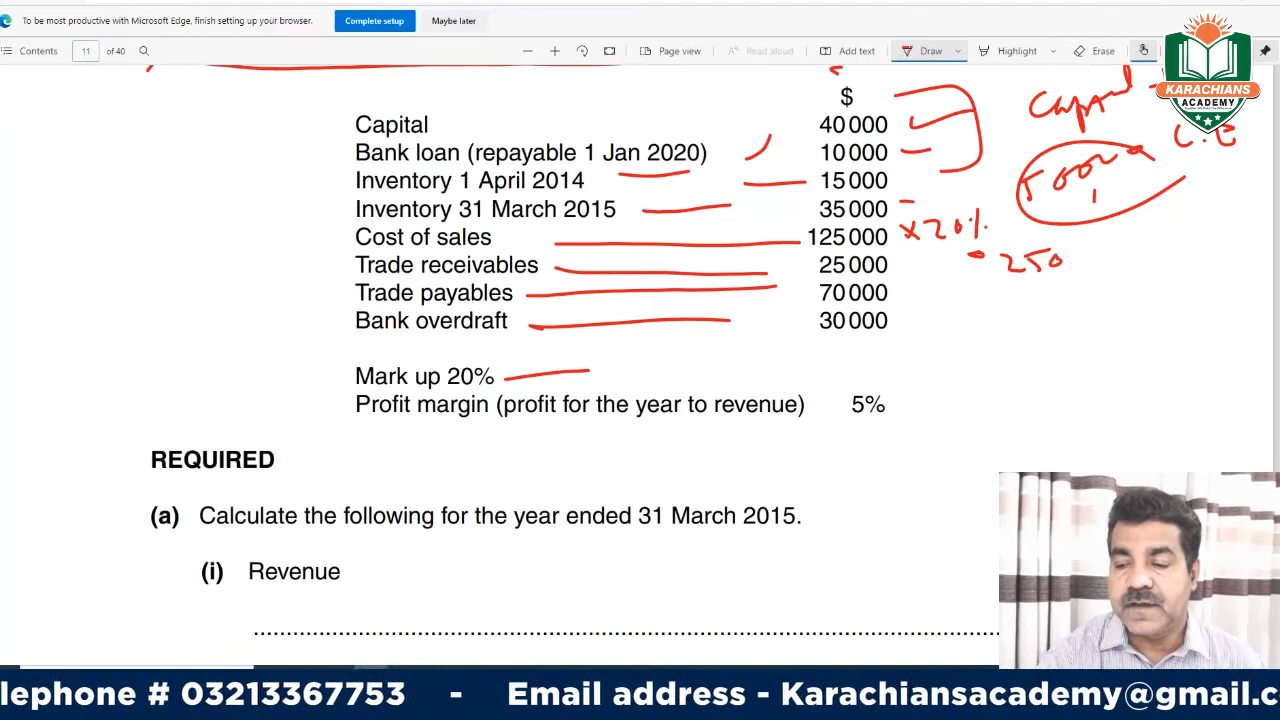 To be most productive with Microsoft Edge, finish setting up your browser.
Complete setup
Maybe later
Contents
11 of 40
Page view
Read aloud
Add text
Draw
Highlight
Erase
KARACHIANS
ACADEMY
$
Capital 40 000
Bank loan (repayable 1 Jan 2020) 10 000
Inventory 1 April 2014 15 000
Inventory 31 March 2015 35 000
Cost of sales 125 000 x 20%
Trade receivables 25 000 250
Trade payables 70 000
Bank overdraft 30 000
Mark up 20%
Profit margin (profit for the year to revenue) 5%
REQUIRED
(a) Calculate the following for the year ended 31 March 2015.
(i) Revenue
lephone # 03213367753 - Email address - Karachiansacademy@gmail.c